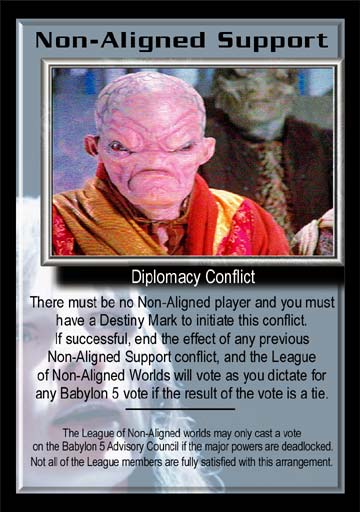 Non-Aligned Support
Diplomacy Conflict
There must be no Non-Aligned player and you must
have a Destiny Mark to initiate this conflict.
If successful, end the effect of any previous
Non-Aligned Support conflict, and the League
of Non-Aligned Worlds will vote as you dictate for
any Babylon 5 vote if the result of the vote is a tie.
The League of Non-Aligned worlds may only cast a vote
on the Babylon 5 Advisory Council if the major powers are deadlocked.
Not all of the League members are fully satisfied with this arrangement.